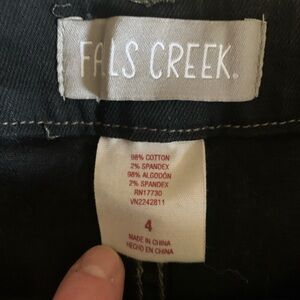 FALS CREEK.
98% COTTON
2% SPANDEX
98% ALGODÓN
2% SPANDEX
RN17730
VN2242811
4
MADE IN CHINA
HECHO EN CHINA